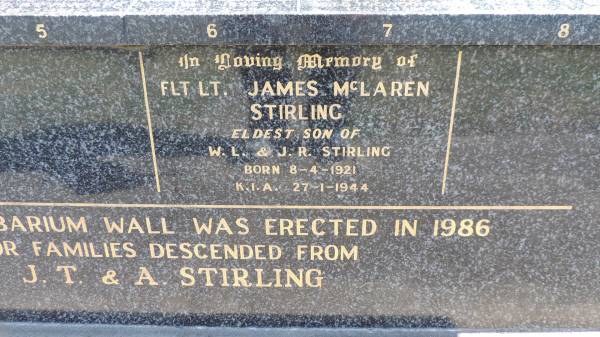 5 6 7 8
In Loving Memory of
FLT LT. JAMES McLAREN
STIRLING
ELDEST SON OF
W. L. & J. R. STIRLING
BORN 8-4-1921
K.I.A. 27-1-1944
BARIUM WALL WAS ERECTED IN 1986
OR FAMILIES DESCENDED FROM
J. T. & A. STIRLING